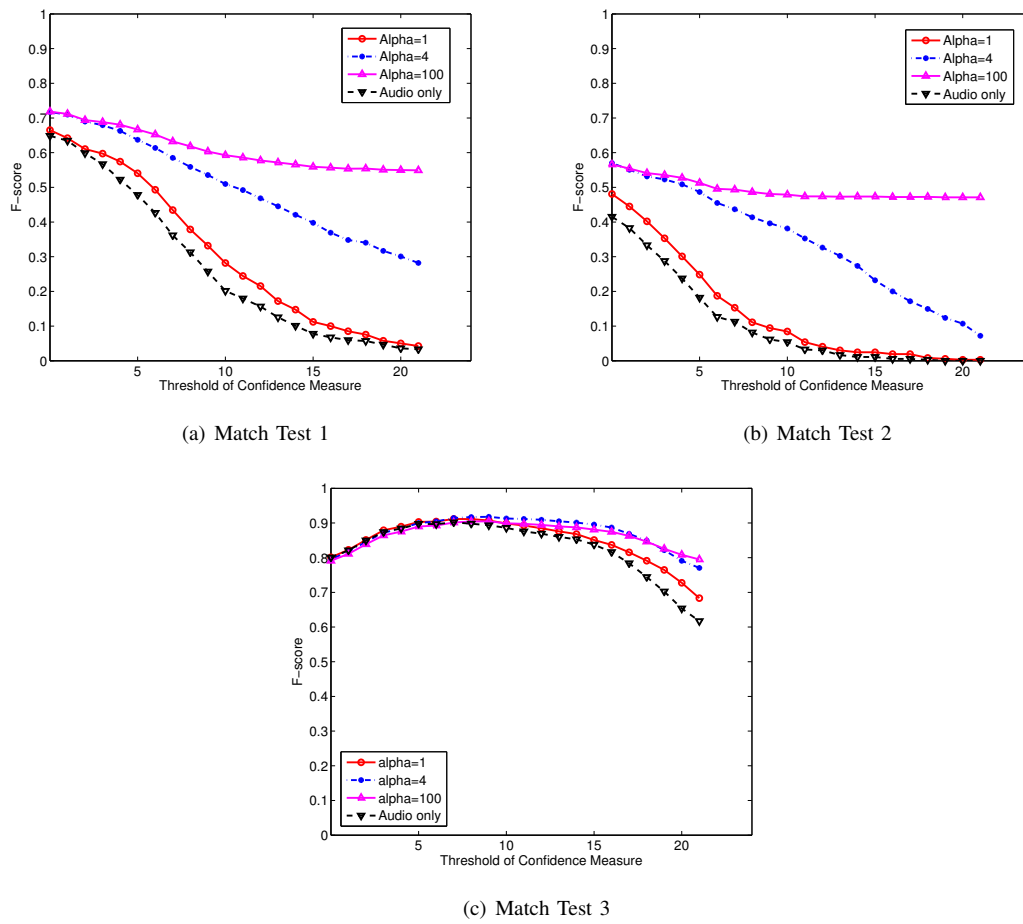 1
0.9
0.8
0.7
0.6
0.5
0.4
0.3
0.2
0.1
0
F−score
5 10 15 20
Threshold of Confidence Measure
Alpha=1
Alpha=4
Alpha=100
Audio only
(a) Match Test 1
1
0.9
0.8
0.7
0.6
0.5
0.4
0.3
0.2
0.1
0
F−score
5 10 15 20
Threshold of Confidence Measure
Alpha=1
Alpha=4
Alpha=100
Audio only
(b) Match Test 2
1
0.9
0.8
0.7
0.6
0.5
0.4
0.3
0.2
0.1
0
F−score
5 10 15 20
Threshold of Confidence Measure
alpha=1
alpha=4
alpha=100
Audio only
(c) Match Test 3